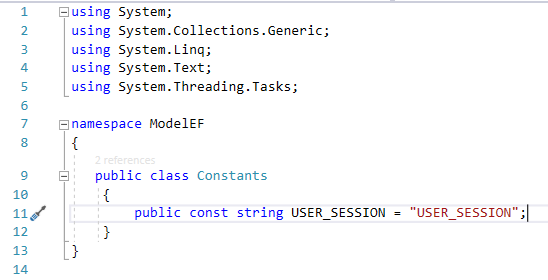 1 using System;
2 using System.Collections.Generic;
3 using System.Linq;
4 using System.Text;
5 using System.Threading.Tasks;
6
7 namespace ModelEF
8 {
2 references
9 public class Constants
10 {
11 public const string USER_SESSION = "USER_SESSION";
12 }
13 }
14